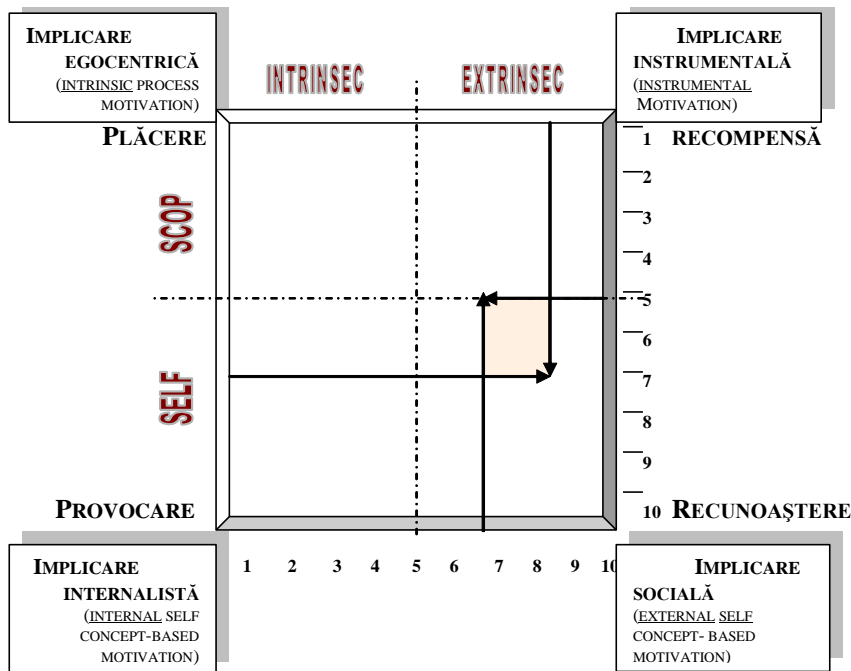 IMPLICARE
EGOCENTRICĂ
(INTRINSIC PROCESS
MOTIVATION)
IMPLICARE
INSTRUMENTALĂ
(INSTRUMENTAL
MOTIVATION)
INTRINSEC
EXTRINSEC
PLĂCERE
1
RECOMPENSĂ
2
3
4
5
6
7
8
9
10
SCOP
SELF
PROVOCARE
RECUNOAŞTERE
1 2 3 4 5 6 7 8 9 10
IMPLICARE
INTERNALISTĂ
(INTERNAL SELF
CONCEPT-BASED
MOTIVATION)
IMPLICARE
SOCIALĂ
(EXTERNAL SELF
CONCEPT- BASED
MOTIVATION)